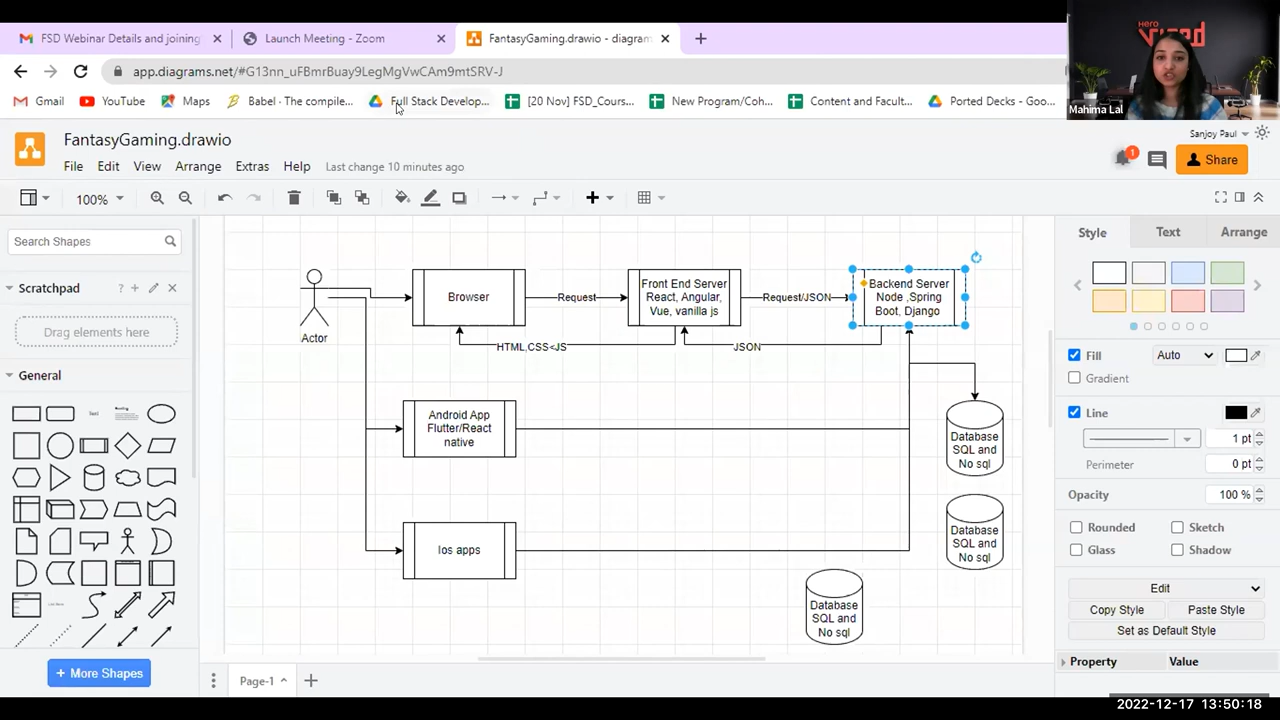 FSD Webinar Details and joining
Launch Meeting - Zoom
FantasyGaming.drawio - diagram
app.diagrams.net/#G13nn_uFBmrBuay9LegMgVwCAm9mtSRV-J
Gmail
YouTube
Maps
Babel · The compile...
Full Stack Develop...
[20 Nov] FSD_Cours...
New Program/Coh...
Content and Facult...
Ported Decks - Goo...
Hero
Mahima Lal
FantasyGaming.drawio
Sanjoy Paul
File
Edit
View
Arrange
Extras
Help
Last change 10 minutes ago
1
Share
100%
Search Shapes
Scratchpad
Drag elements here
General
Text
Heading
List Item
+ More Shapes
Actor
Browser
Request
Front End Server
React, Angular,
Vue, vanilla js
Request/JSON
Backend Server
Node ,Spring
Boot, Django
HTML,CSS<JS
JSON
Android App
Flutter/React
native
Ios apps
Database
SQL and
No sql
Database
SQL and
No sql
Database
SQL and
No sql
Style
Text
Arrange
Fill
Auto
Gradient
Line
1 pt
Perimeter
0 pt
Opacity
100 %
Rounded
Sketch
Glass
Shadow
Edit
Copy Style
Paste Style
Set as Default Style
Property
Value
Page-1
2022-12-17 13:50:18